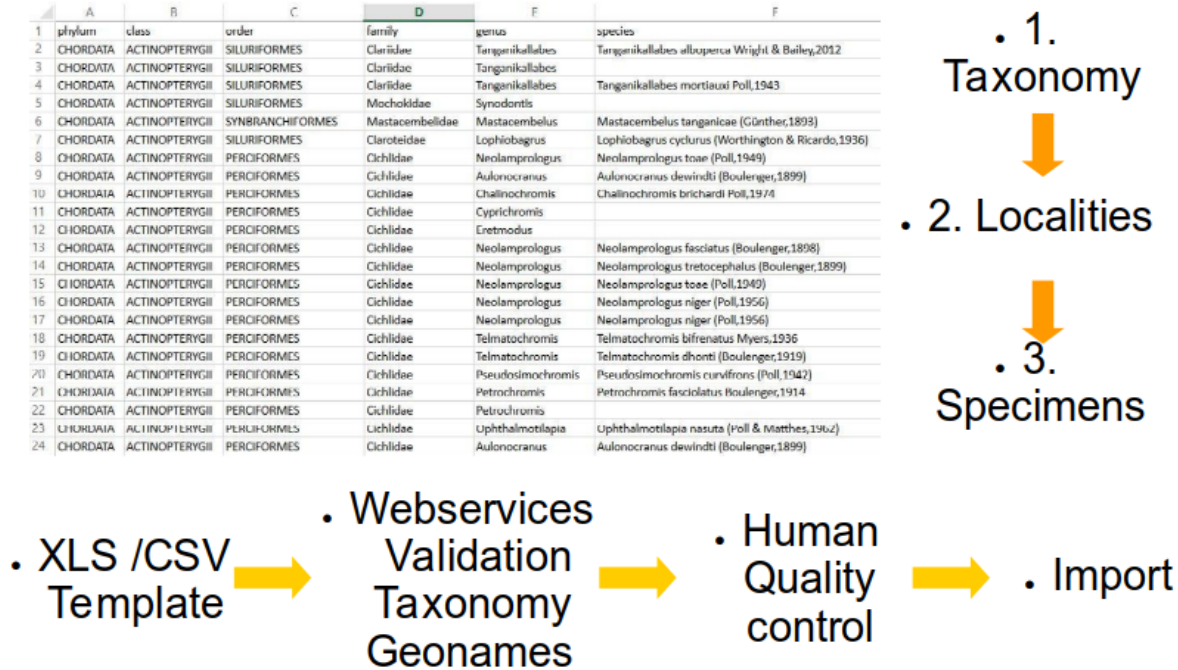 A B C D E F
1 phylum class order family genus species
2 CHORDATA ACTINOPTERYGII SILURIFORMES Clariidae Tanganikallabes Tanganikallabes alboperca Wright & Bailey,2012
3 CHORDATA ACTINOPTERYGII SILURIFORMES Clariidae Tanganikallabes
4 CHORDATA ACTINOPTERYGII SILURIFORMES Clariidae Tanganikallabes Tanganikallabes mortiauxi Poll,1943
5 CHORDATA ACTINOPTERYGII SILURIFORMES Mochokidae Synodontis
6 CHORDATA ACTINOPTERYGII SYNBRANCHIFORMES Mastacembelidae Mastacembelus Mastacembelus tanganicae (Günther,1893)
7 CHORDATA ACTINOPTERYGII SILURIFORMES Claroteidae Lophiobagrus Lophiobagrus cyclurus (Worthington & Ricardo,1936)
8 CHORDATA ACTINOPTERYGII PERCIFORMES Cichlidae Neolamprologus Neolamprologus toae (Poll,1949)
9 CHORDATA ACTINOPTERYGII PERCIFORMES Cichlidae Aulonocranus Aulonocranus dewindti (Boulenger,1899)
10 CHORDATA ACTINOPTERYGII PERCIFORMES Cichlidae Chalinochromis Chalinochromis brichardi Poll,1974
11 CHORDATA ACTINOPTERYGII PERCIFORMES Cichlidae Cyprichromis
12 CHORDATA ACTINOPTERYGII PERCIFORMES Cichlidae Eretmodus
13 CHORDATA ACTINOPTERYGII PERCIFORMES Cichlidae Neolamprologus Neolamprologus fasciatus (Boulenger,1898)
14 CHORDATA ACTINOPTERYGII PERCIFORMES Cichlidae Neolamprologus Neolamprologus tretocephalus (Boulenger,1899)
15 CHORDATA ACTINOPTERYGII PERCIFORMES Cichlidae Neolamprologus Neolamprologus toae (Poll,1949)
16 CHORDATA ACTINOPTERYGII PERCIFORMES Cichlidae Neolamprologus Neolamprologus niger (Poll,1956)
17 CHORDATA ACTINOPTERYGII PERCIFORMES Cichlidae Neolamprologus Neolamprologus niger (Poll,1956)
18 CHORDATA ACTINOPTERYGII PERCIFORMES Cichlidae Telmatochromis Telmatochromis bifrenatus Myers,1936
19 CHORDATA ACTINOPTERYGII PERCIFORMES Cichlidae Telmatochromis Telmatochromis dhonti (Boulenger,1919)
20 CHORDATA ACTINOPTERYGII PERCIFORMES Cichlidae Pseudosimochromis Pseudosimochromis curvifrons (Poll,1942)
21 CHORDATA ACTINOPTERYGII PERCIFORMES Cichlidae Petrochromis Petrochromis fasciolatus Boulenger,1914
22 CHORDATA ACTINOPTERYGII PERCIFORMES Cichlidae Petrochromis
23 CHORDATA ACTINOPTERYGII PERCIFORMES Cichlidae Ophthalmotilapia Ophthalmotilapia nasuta (Poll & Matthes,1962)
24 CHORDATA ACTINOPTERYGII PERCIFORMES Cichlidae Aulonocranus Aulonocranus dewindti (Boulenger,1899)
• 1.
Taxonomy
• 2. Localities
• 3.
Specimens
• XLS /CSV
Template
• Webservices
Validation
Taxonomy
Geonames
• Human
Quality
control
• Import